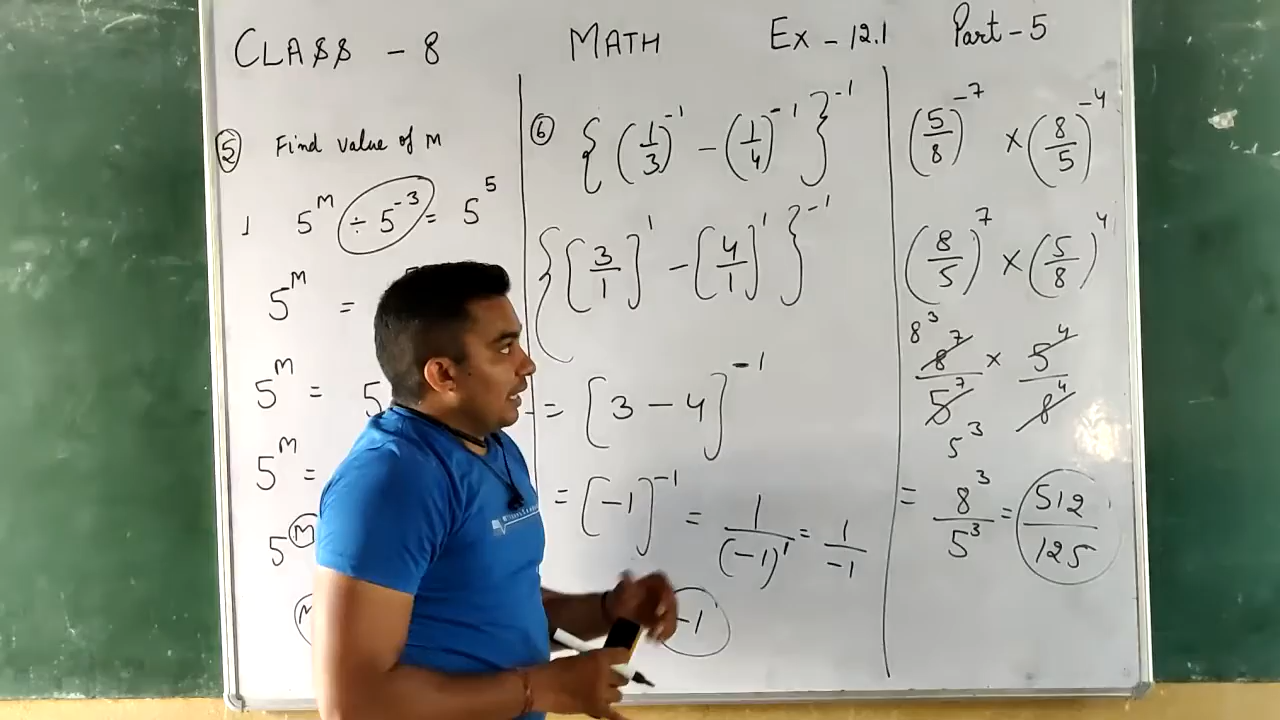 CLASS - 8 MATH Ex - 12.1 Part - 5
5 Find value of M
1 5^M ÷ 5^-3 = 5^5
5^M =
5^M = 5
5^M =
5^M
6 {(1/3)^-1 - (1/4)^-1}^-1
{[3/1]^1 - [4/1]^1}^-1
= [3 - 4]^-1
= [-1]^-1 = 1/(-1)^1 = 1/-1
-1
(5/8)^-7 × (8/5)^-4
(8/5)^7 × (5/8)^4
8^3 8^7/5^7 5^3 × 5^4/8^4
= 8^3/5^3 = 512/125